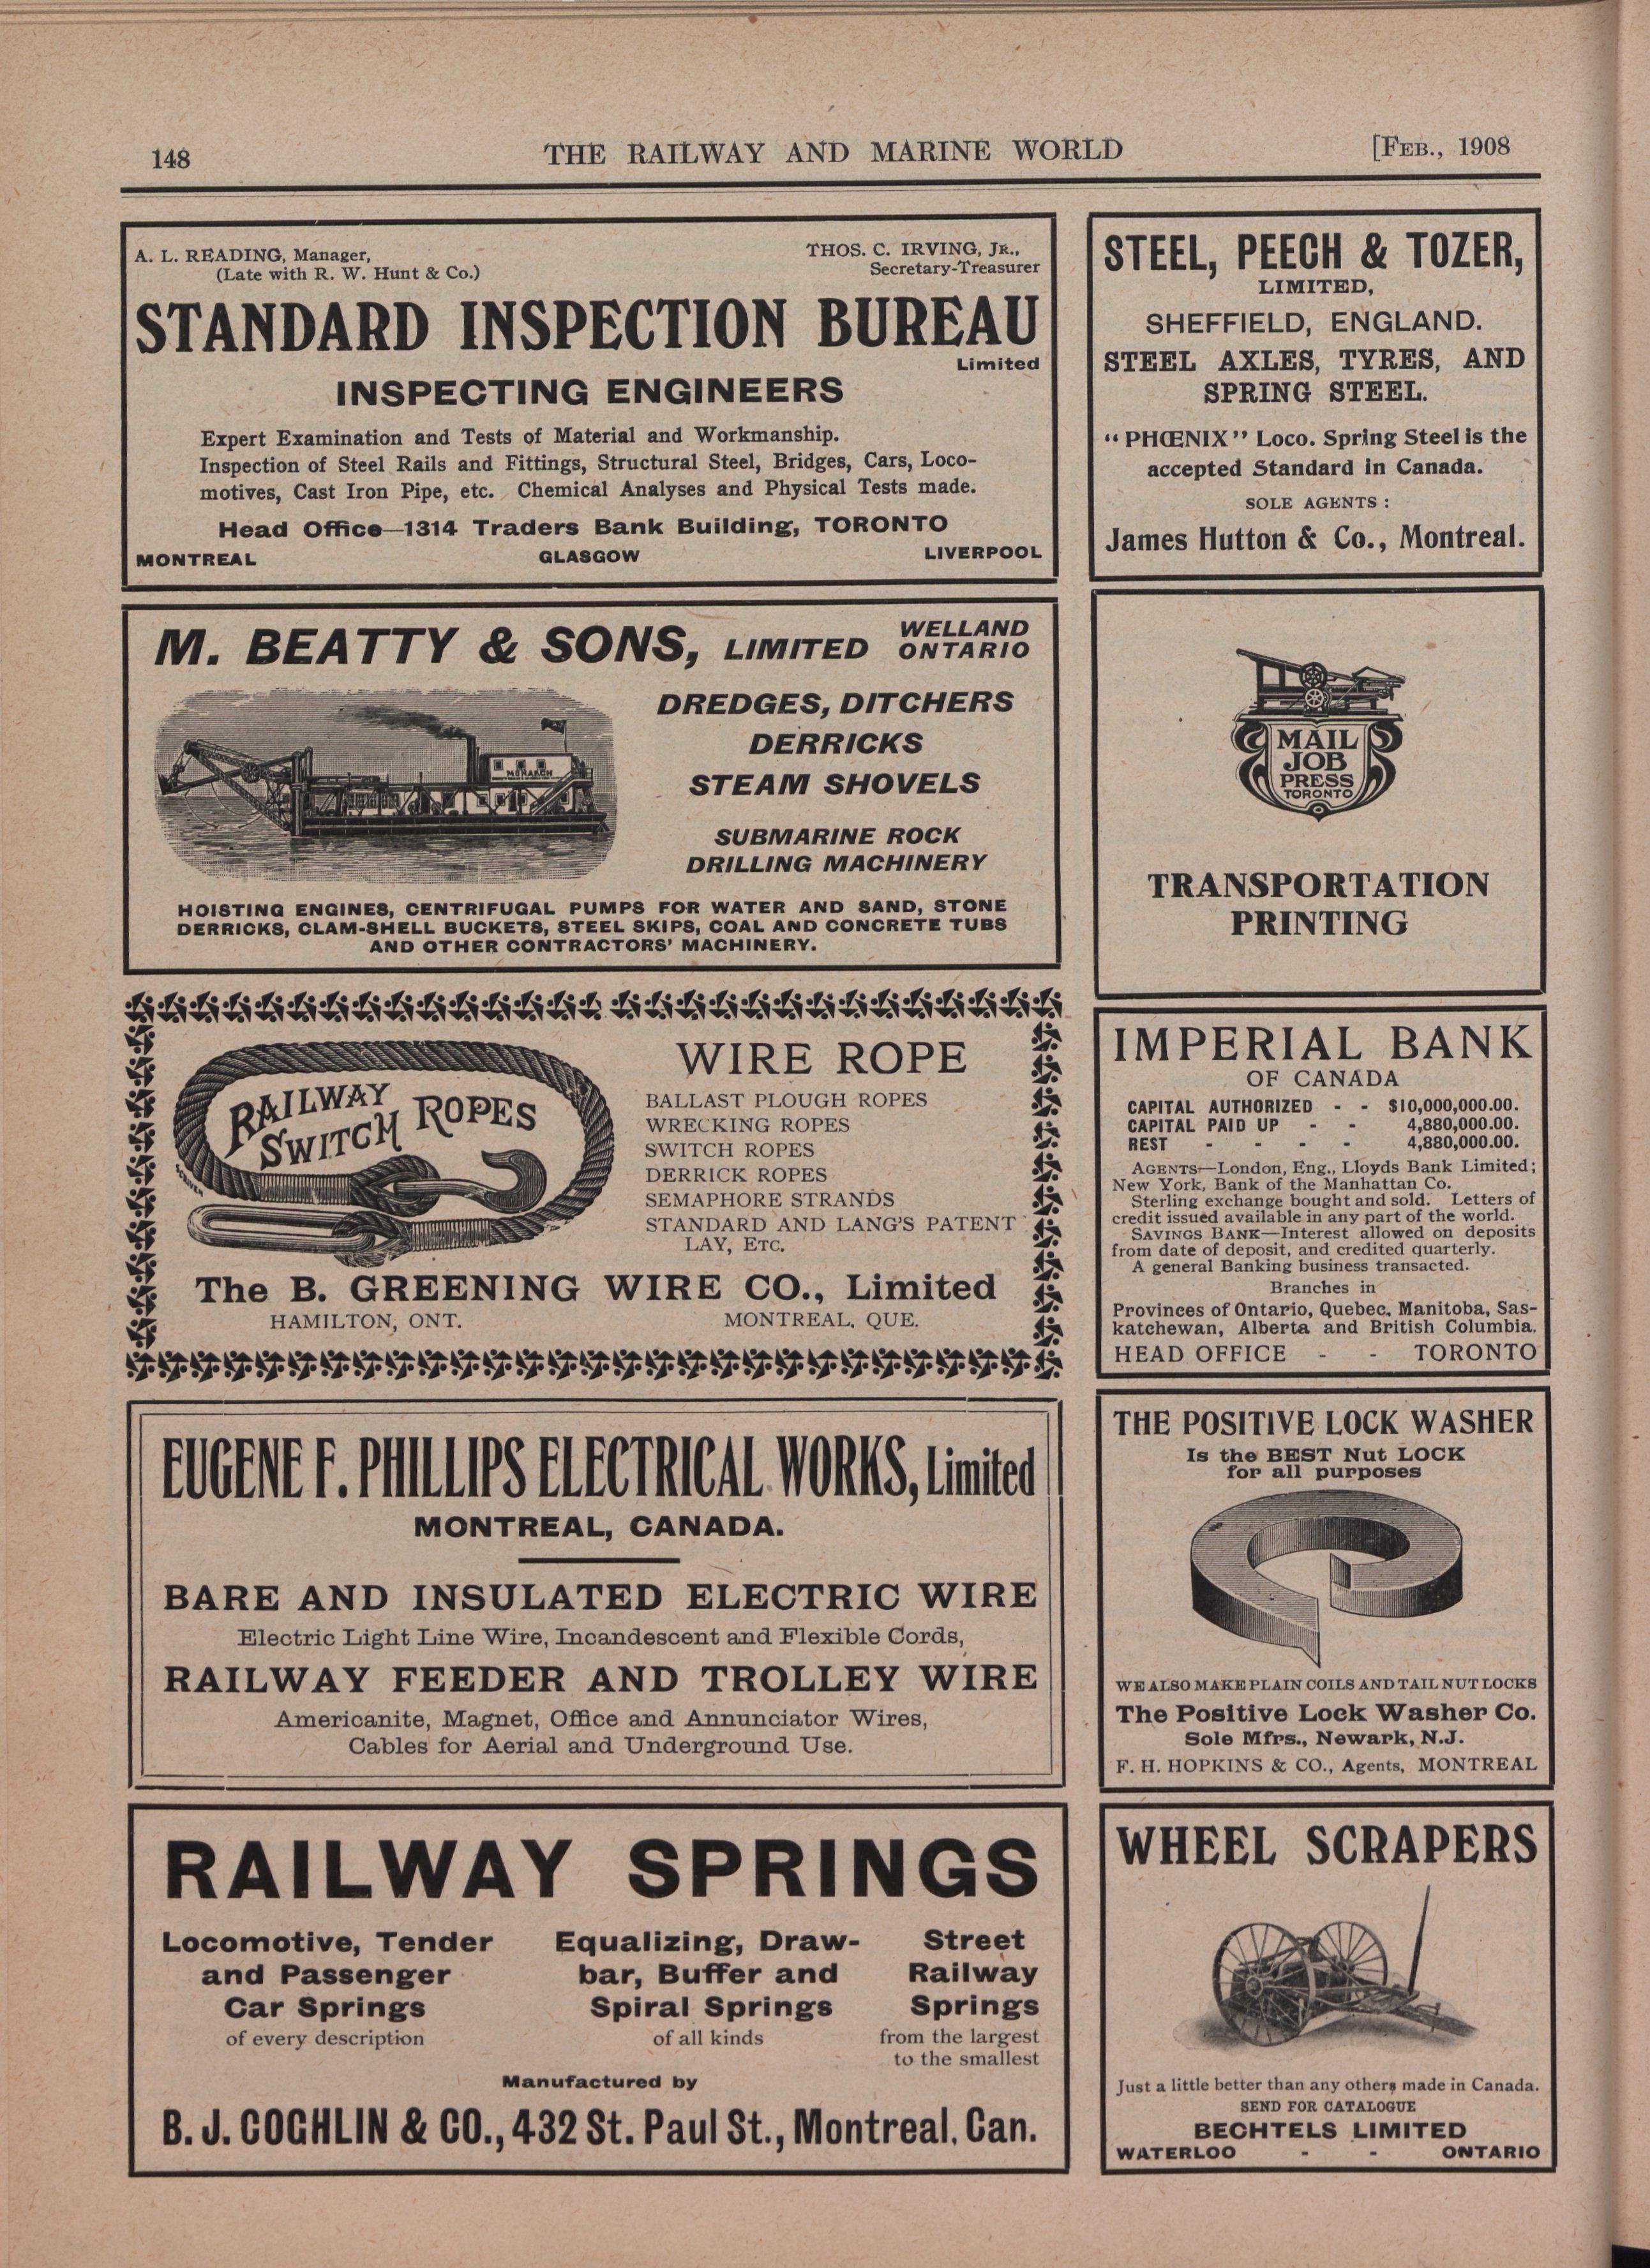 148
THE RAILWAY AND MARINE WORLD
[FEB., 1908
A. L. READING, Manager,
(Late with R. W. Hunt & Co.)
THOS. C. IRVING, JR.,
Secretary-Treasurer
STANDARD INSPECTION BUREAU
Limited
INSPECTING ENGINEERS
Expert Examination and Tests of Material and Workmanship.
Inspection of Steel Rails and Fittings, Structural Steel, Bridges, Cars, Loco-
motives, Cast Iron Pipe, etc. Chemical Analyses and Physical Tests made.
Head Office—1314 Traders Bank Building, TORONTO
MONTREAL GLASGOW LIVERPOOL
M. BEATTY & SONS, LIMITED
WELLAND
ONTARIO
MONARCH
DREDGES, DITCHERS
DERRICKS
STEAM SHOVELS
SUBMARINE ROCK
DRILLING MACHINERY
HOISTING ENGINES, CENTRIFUGAL PUMPS FOR WATER AND SAND, STONE
DERRICKS, CLAM-SHELL BUCKETS, STEEL SKIPS, COAL AND CONCRETE TUBS
AND OTHER CONTRACTORS' MACHINERY.
RAILWAY
SWITCH ROPES
SCRIVEN
WIRE ROPE
BALLAST PLOUGH ROPES
WRECKING ROPES
SWITCH ROPES
DERRICK ROPES
SEMAPHORE STRANDS
STANDARD AND LANG'S PATENT
LAY, ETC.
The B. GREENING WIRE CO., Limited
HAMILTON, ONT. MONTREAL, QUE.
EUGENE F. PHILLIPS ELECTRICAL WORKS, Limited
MONTREAL, CANADA.
BARE AND INSULATED ELECTRIC WIRE
Electric Light Line Wire, Incandescent and Flexible Cords,
RAILWAY FEEDER AND TROLLEY WIRE
Americanite, Magnet, Office and Annunciator Wires,
Cables for Aerial and Underground Use.
RAILWAY SPRINGS
Locomotive, Tender
and Passenger
Car Springs
of every description
Equalizing, Draw-
bar, Buffer and
Spiral Springs
of all kinds
Street
Railway
Springs
from the largest
to the smallest
Manufactured by
B. J. COGHLIN & CO., 432 St. Paul St., Montreal, Can.
STEEL, PEECH & TOZER,
LIMITED,
SHEFFIELD, ENGLAND.
STEEL AXLES, TYRES, AND
SPRING STEEL.
"PHŒNIX" Loco. Spring Steel is the
accepted Standard in Canada.
SOLE AGENTS :
James Hutton & Co., Montreal.
MAIL
JOB
PRESS
TORONTO
TRANSPORTATION
PRINTING
IMPERIAL BANK
OF CANADA
CAPITAL AUTHORIZED - - $10,000,000.00.
CAPITAL PAID UP - - 4,880,000.00.
REST - - - - 4,880,000.00.
AGENTS:—London, Eng., Lloyds Bank Limited;
New York, Bank of the Manhattan Co.
Sterling exchange bought and sold. Letters of
credit issued available in any part of the world.
SAVINGS BANK—Interest allowed on deposits
from date of deposit, and credited quarterly.
A general Banking business transacted.
Branches in
Provinces of Ontario, Quebec, Manitoba, Sas-
katchewan, Alberta and British Columbia.
HEAD OFFICE - - TORONTO
THE POSITIVE LOCK WASHER
Is the BEST Nut LOCK
for all purposes
WE ALSO MAKE PLAIN COILS AND TAIL NUT LOCKS
The Positive Lock Washer Co.
Sole Mfrs., Newark, N.J.
F. H. HOPKINS & CO., Agents, MONTREAL
WHEEL SCRAPERS
Just a little better than any others made in Canada.
SEND FOR CATALOGUE
BECHTELS LIMITED
WATERLOO - - ONTARIO